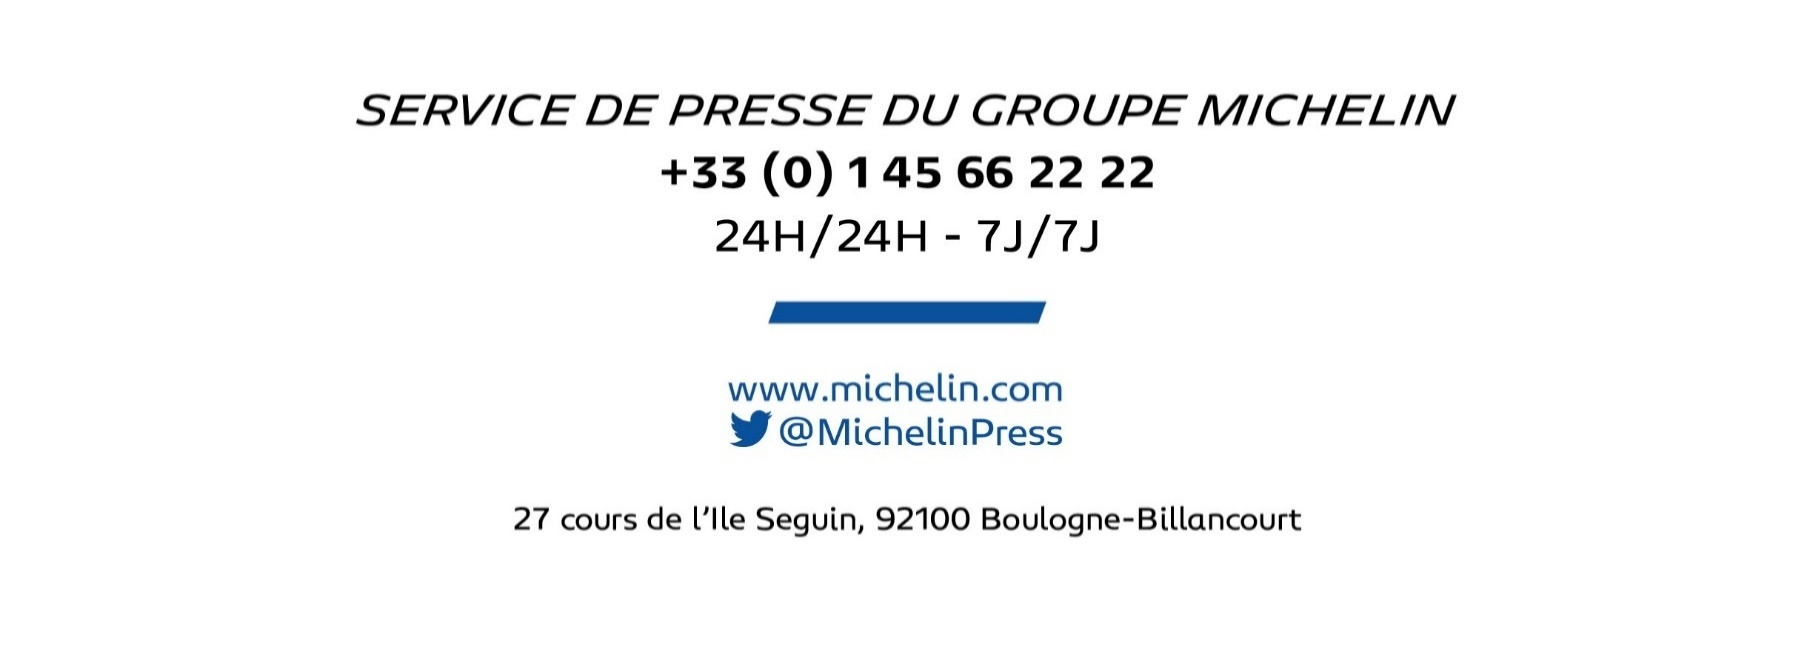 SERVICE DE PRESSE DU GROUPE MICHELIN
+33 (0) 1 45 66 22 22
24H/24H - 7J/7J
www.michelin.com
@MichelinPress
27 cours de l’Ile Seguin, 92100 Boulogne-Billancourt